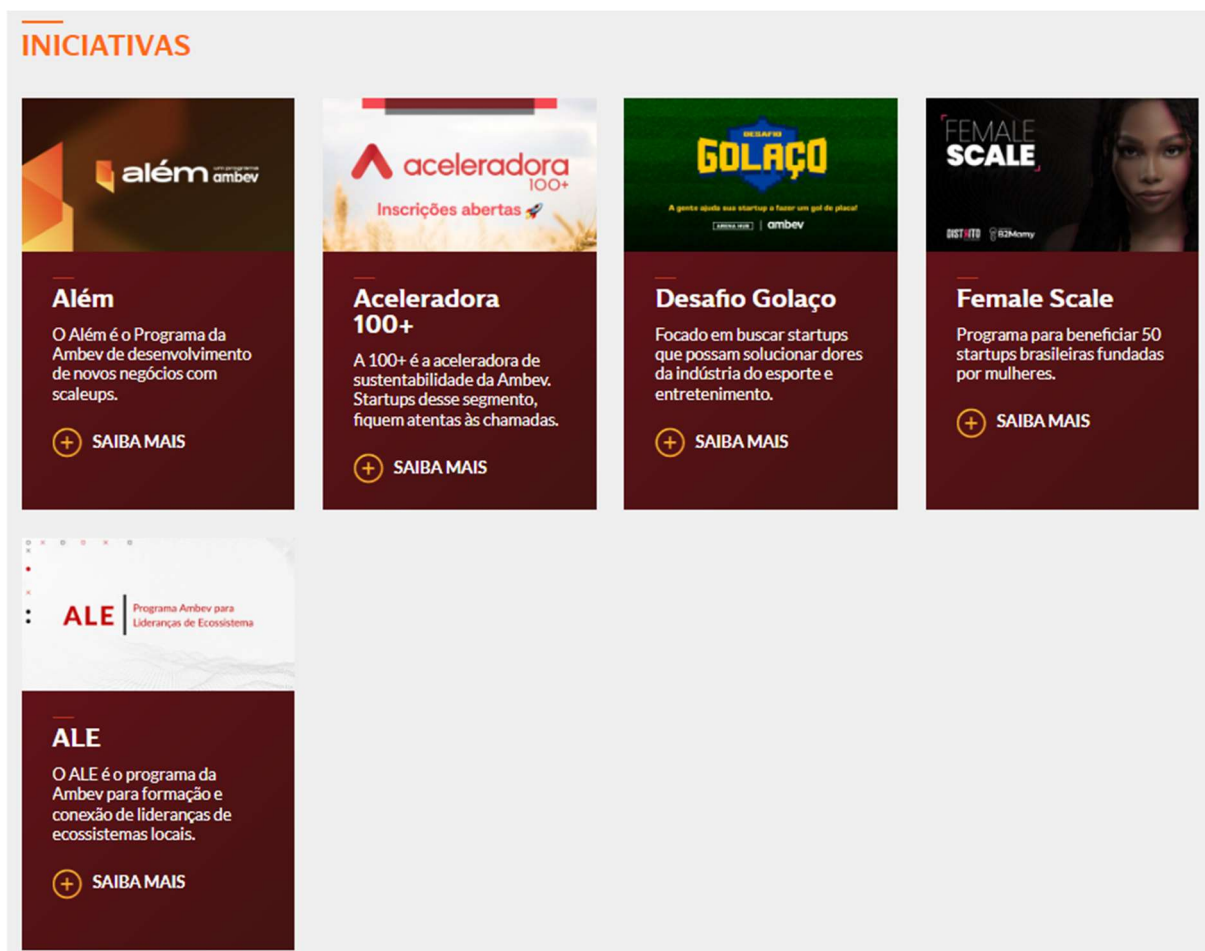 INICIATIVAS
além um programa ambev
Além
O Além é o Programa da
Ambev de desenvolvimento
de novos negócios com
scaleups.
SAIBA MAIS
aceleradora
100+
Inscrições abertas 🚀
Aceleradora
100+
A 100+ é a aceleradora de
sustentabilidade da Ambev.
Startups desse segmento,
fiquem atentas às chamadas.
SAIBA MAIS
DESAFIO
GOLAÇO
A gente ajuda sua startup a fazer um gol de placa!
ARENA HUB | ambev
Desafio Golaço
Focado em buscar startups
que possam solucionar dores
da indústria do esporte e
entretenimento.
SAIBA MAIS
FEMALE
SCALE
DISTRITO B2Mamy
Female Scale
Programa para beneficiar 50
startups brasileiras fundadas
por mulheres.
SAIBA MAIS
ALE
Programa Ambev para
Lideranças de Ecossistema
ALE
O ALE é o programa da
Ambev para formação e
conexão de lideranças de
ecossistemas locais.
SAIBA MAIS